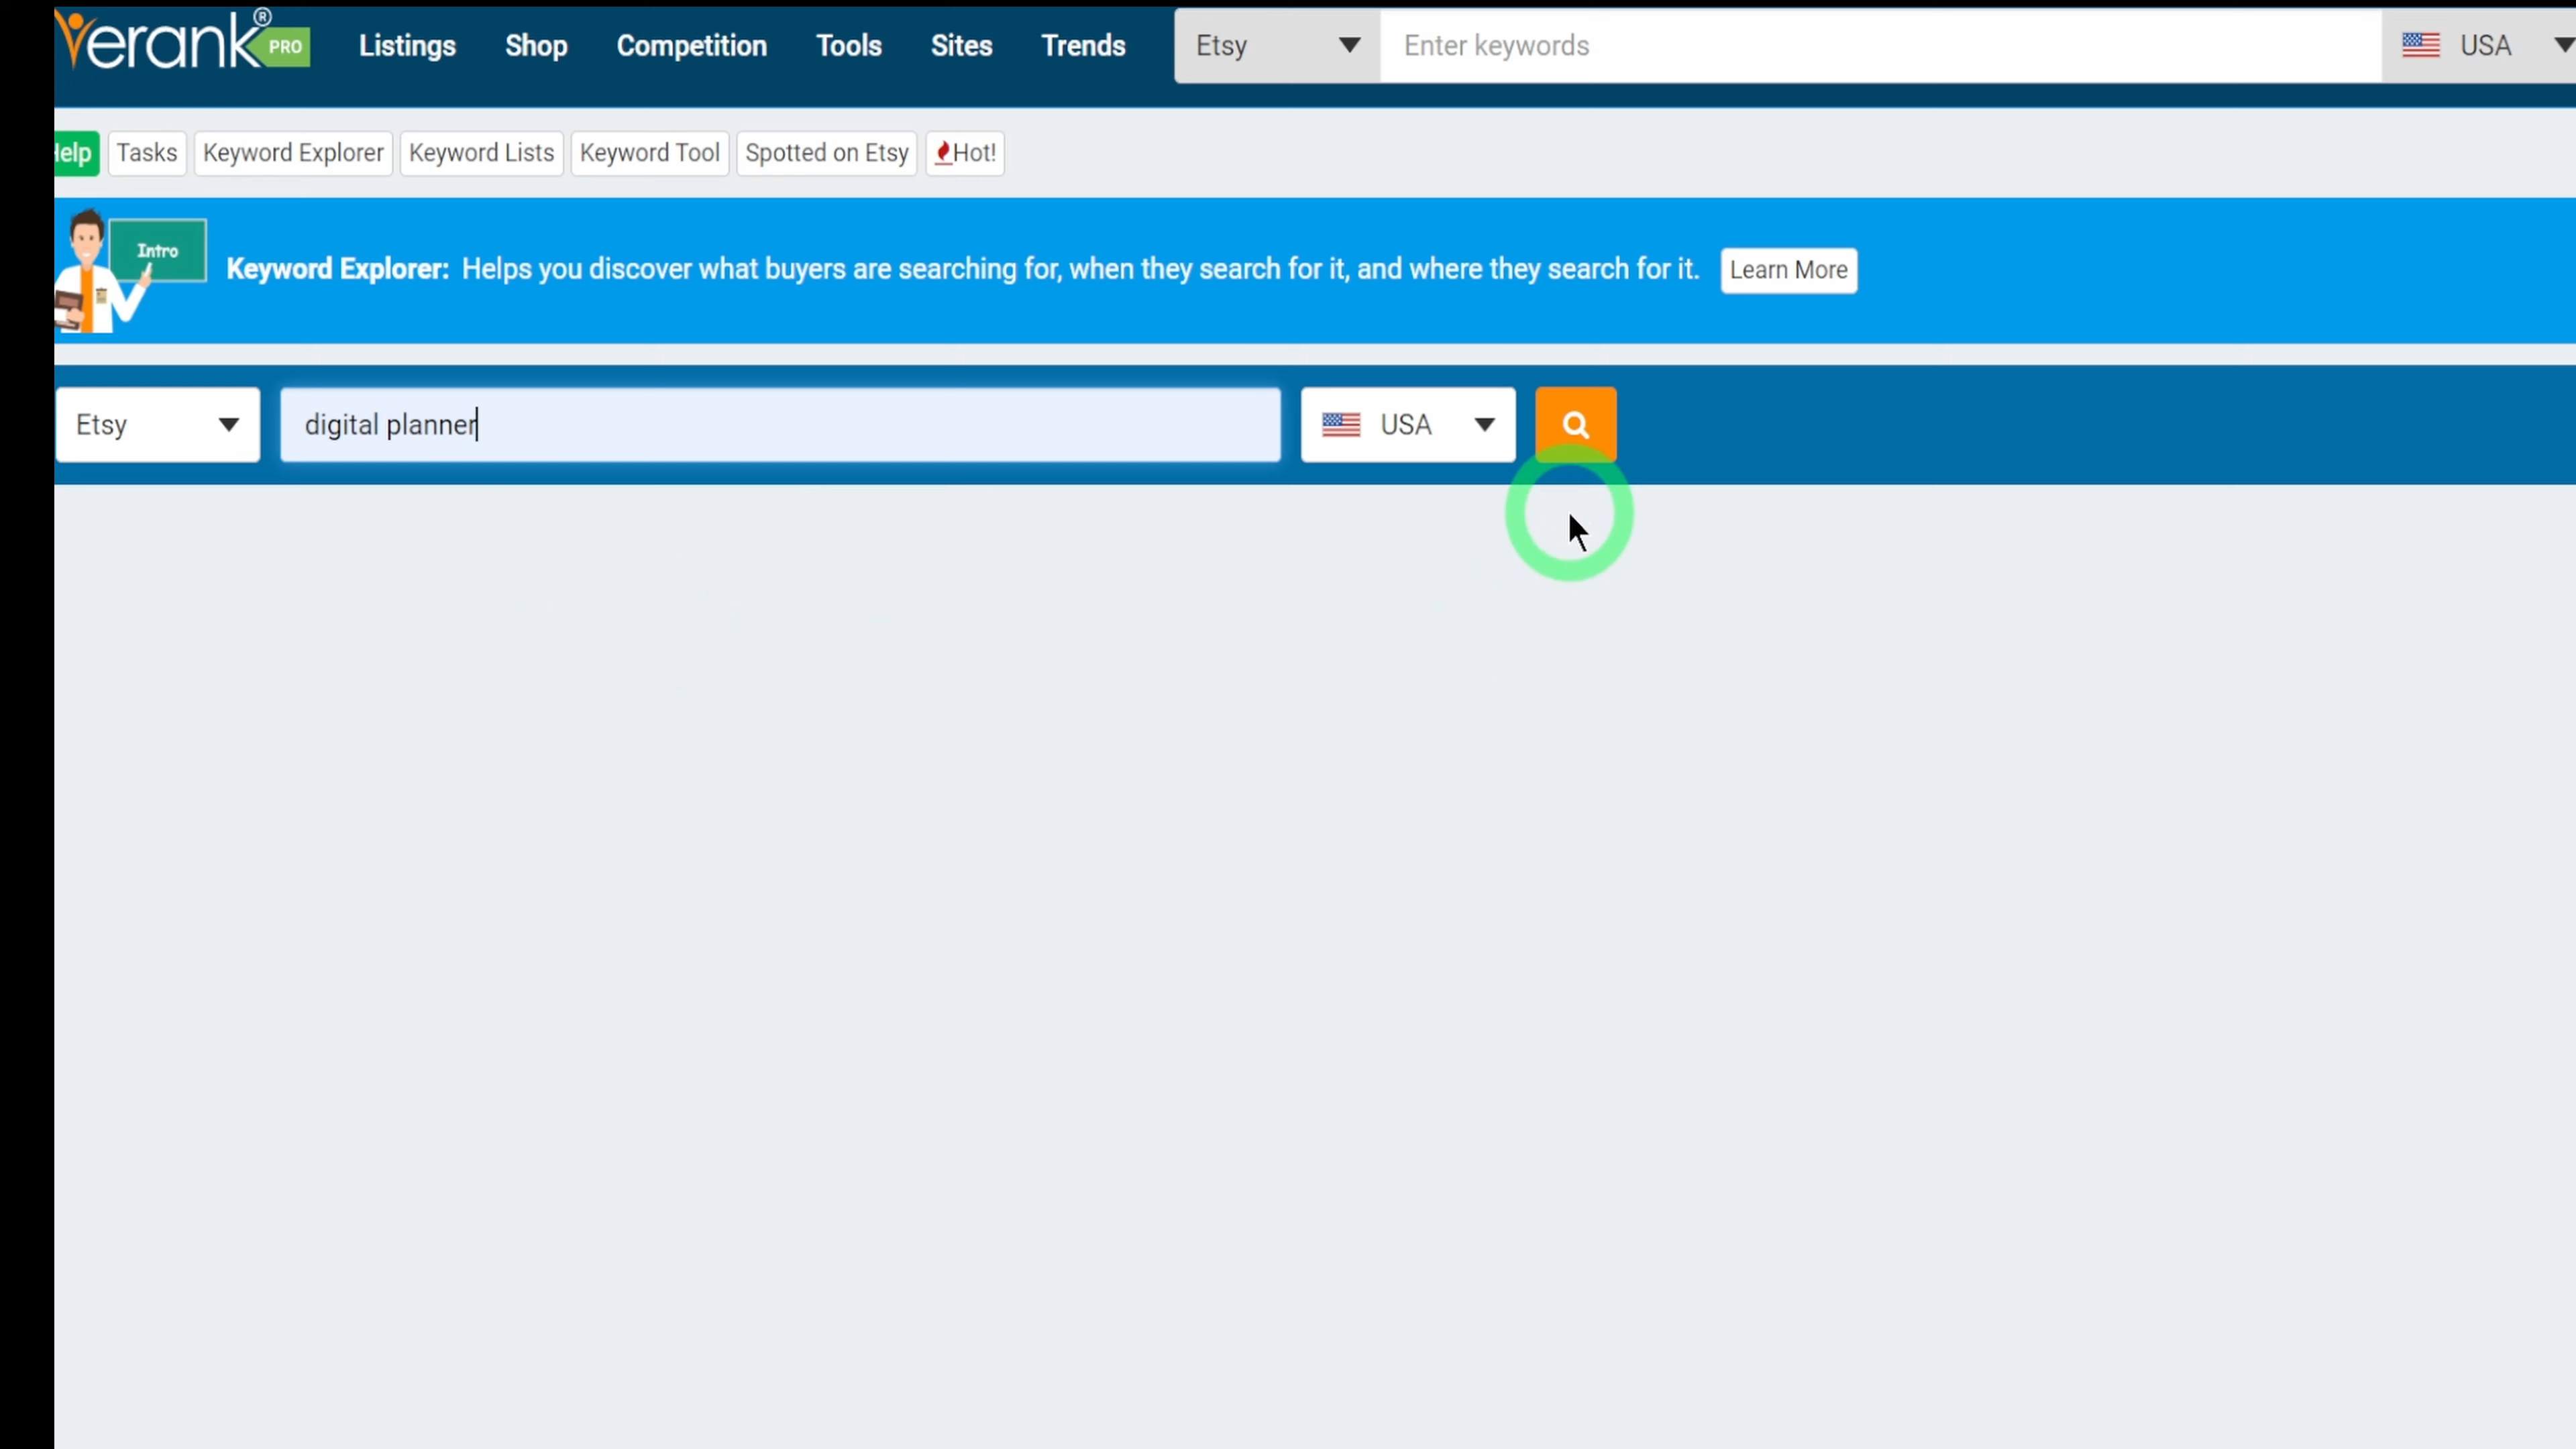 erank® PRO Listings Shop Competition Tools Sites Trends Etsy Enter keywords USA
Help Tasks Keyword Explorer Keyword Lists Keyword Tool Spotted on Etsy Hot!
Intro
Keyword Explorer: Helps you discover what buyers are searching for, when they search for it, and where they search for it. Learn More
Etsy digital planner USA